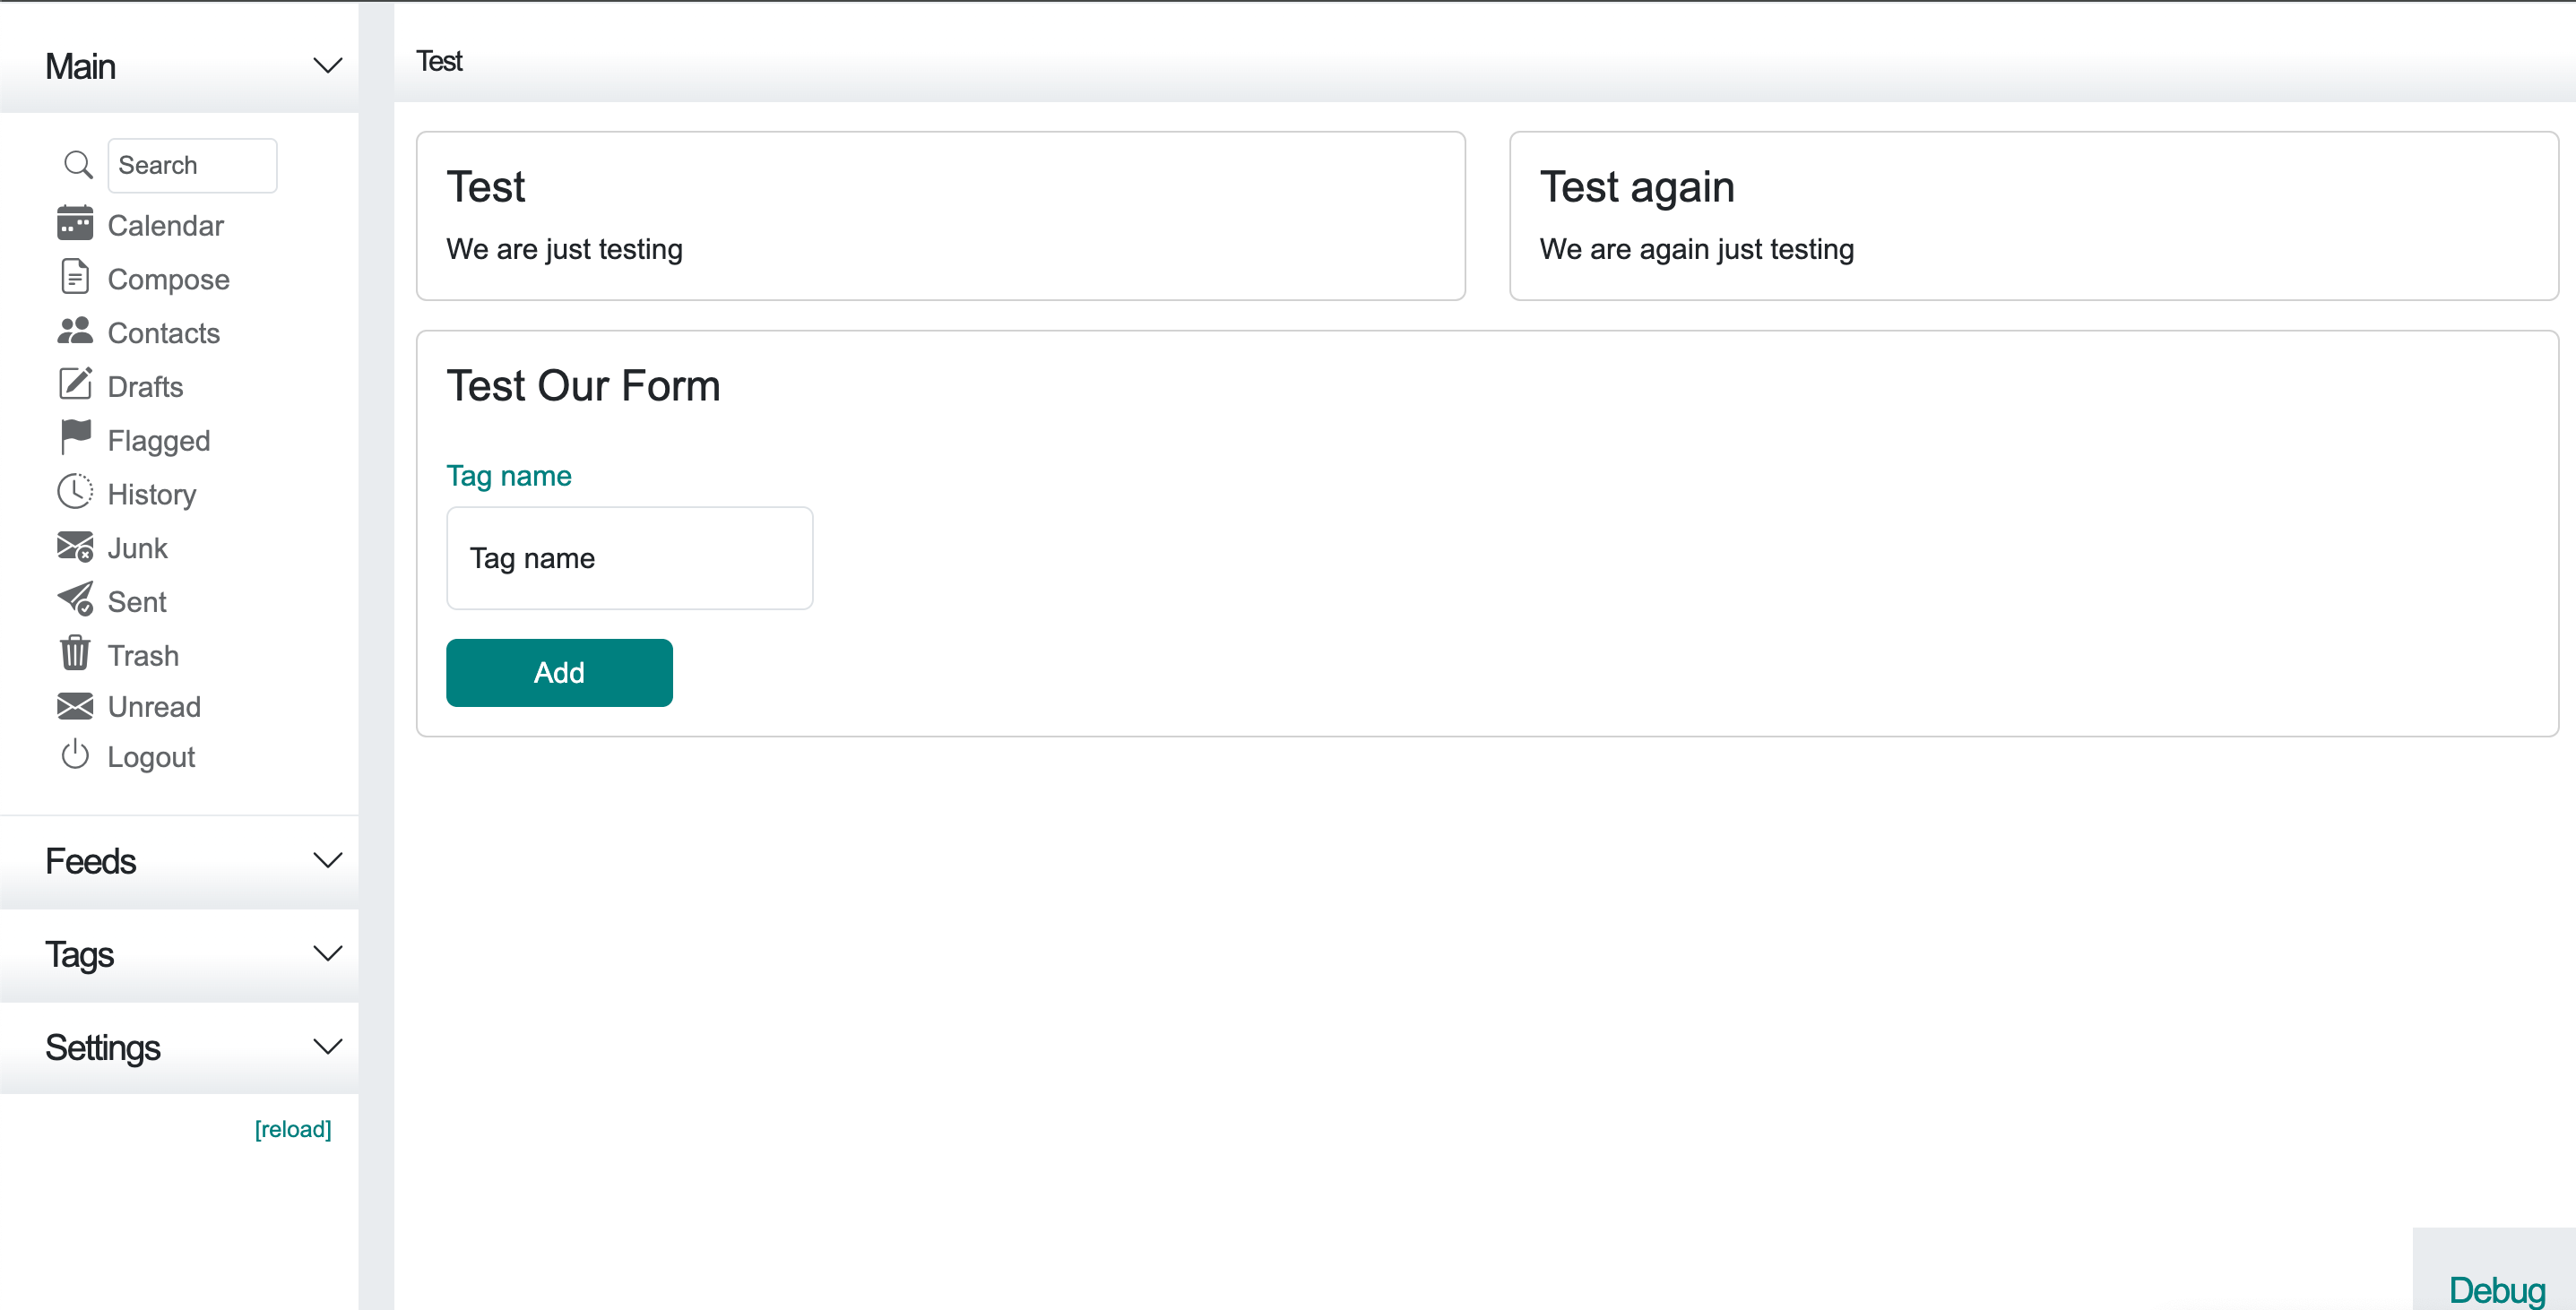 Main
Search
Calendar
Compose
Contacts
Drafts
Flagged
History
Junk
Sent
Trash
Unread
Logout
Feeds
Tags
Settings
[reload]
Test
Test
We are just testing
Test again
We are again just testing
Test Our Form
Tag name
Tag name
Add
Debug